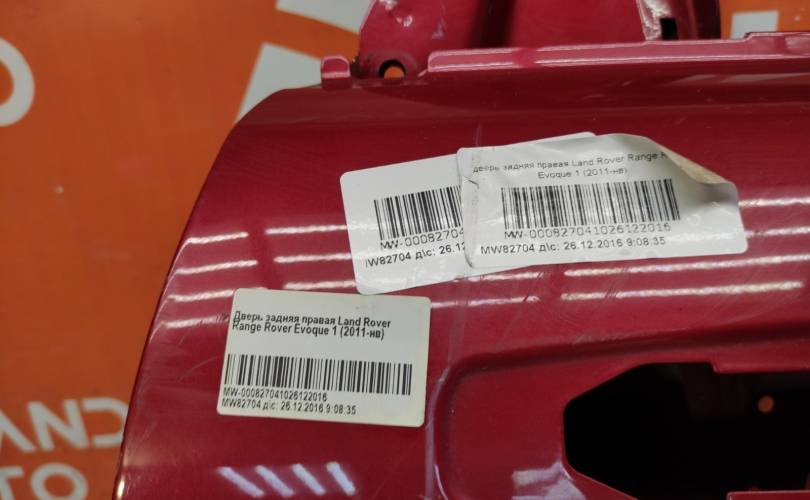 дверь задняя правая Land Rover Range
Evoque 1 (2011-нв)
MW-000827041026122016
MW82704 д\с: 26.12.2016 9:08:35
MW-00082704
W82704 д\с: 26.12
Дверь задняя правая Land Rover
Range Rover Evoque 1 (2011-нв)
MW-000827041026122016
MW82704 д\с: 26.12.2016 9:08:35